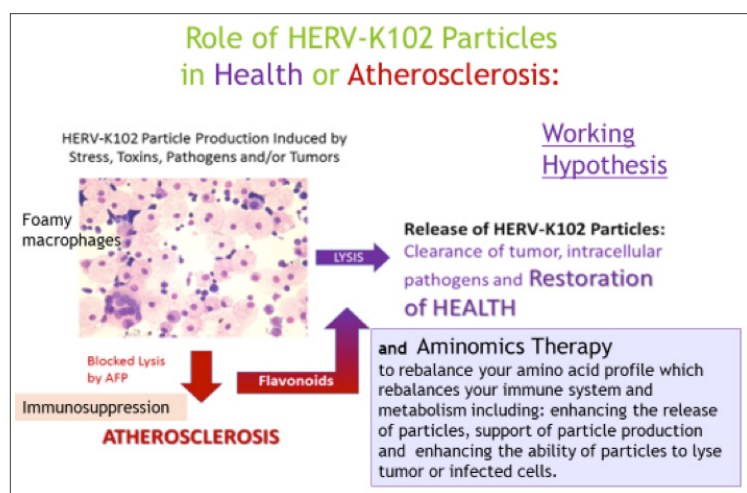 Role of HERV-K102 Particles
in Health or Atherosclerosis:
HERV-K102 Particle Production Induced by
Stress, Toxins, Pathogens and/or Tumors
Working
Hypothesis
Foamy
macrophages
LYSIS
Release of HERV-K102 Particles:
Clearance of tumor, intracellular
pathogens and Restoration
of HEALTH
Blocked Lysis
by AFP
Flavonoids
Immunosuppression
ATHEROSCLEROSIS
and Aminomics Therapy
to rebalance your amino acid profile which
rebalances your immune system and
metabolism including: enhancing the release
of particles, support of particle production
and enhancing the ability of particles to lyse
tumor or infected cells.